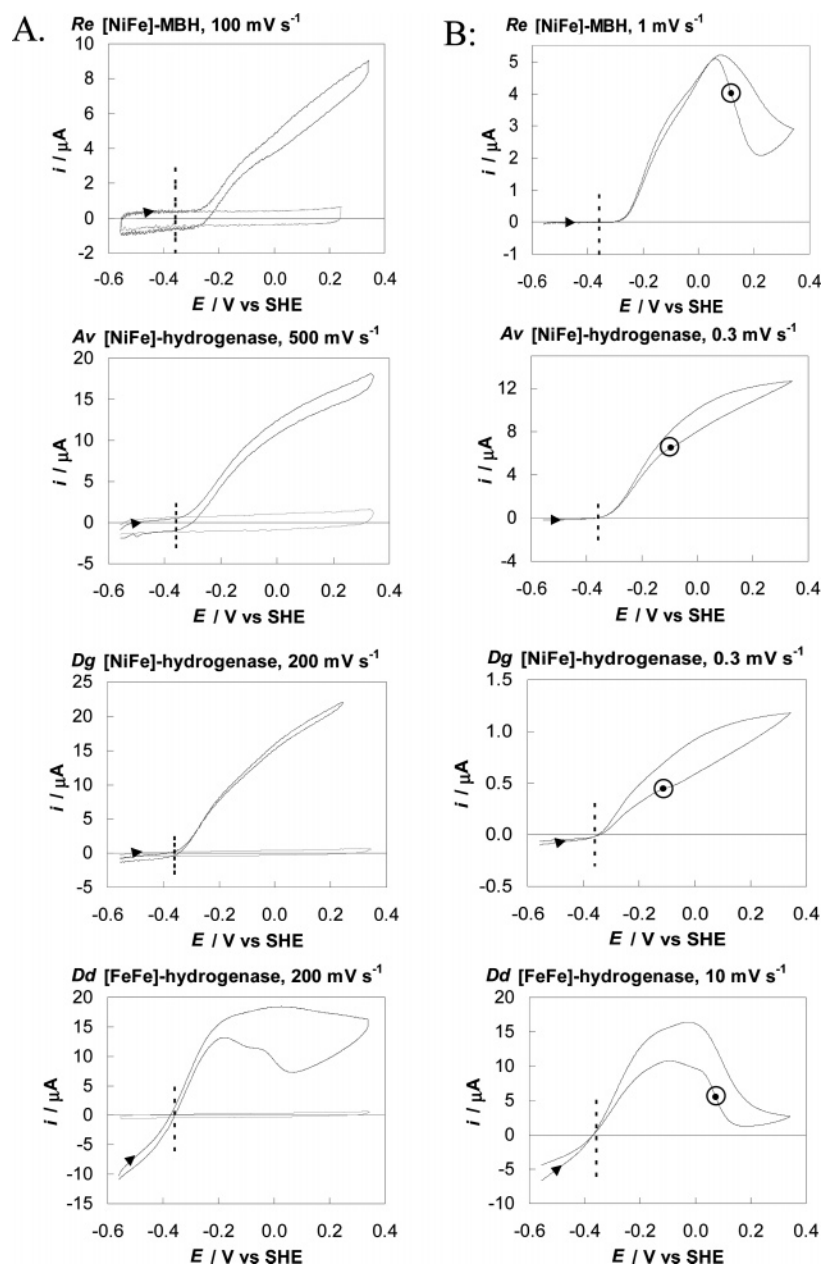 A.
Re [NiFe]-MBH, 100 mV s⁻¹
10
8
6
4
2
0
-2
i / µA
-0.6 -0.4 -0.2 0.0 0.2 0.4
E / V vs SHE
Av [NiFe]-hydrogenase, 500 mV s⁻¹
20
15
10
5
0
-5
i / µA
-0.6 -0.4 -0.2 0.0 0.2 0.4
E / V vs SHE
Dg [NiFe]-hydrogenase, 200 mV s⁻¹
25
20
15
10
5
0
-5
i / µA
-0.6 -0.4 -0.2 0.0 0.2 0.4
E / V vs SHE
Dd [FeFe]-hydrogenase, 200 mV s⁻¹
20
15
10
5
0
-5
-10
-15
i / µA
-0.6 -0.4 -0.2 0.0 0.2 0.4
E / V vs SHE
B:
Re [NiFe]-MBH, 1 mV s⁻¹
6
5
4
3
2
1
0
1
i / µA
-0.6 -0.4 -0.2 0.0 0.2 0.4
E / V vs SHE
Av [NiFe]-hydrogenase, 0.3 mV s⁻¹
12
8
4
0
-4
i / µA
-0.6 -0.4 -0.2 0.0 0.2 0.4
E / V vs SHE
Dg [NiFe]-hydrogenase, 0.3 mV s⁻¹
1.5
1.0
0.5
0.0
-0.5
i / µA
-0.6 -0.4 -0.2 0.0 0.2 0.4
E / V vs SHE
Dd [FeFe]-hydrogenase, 10 mV s⁻¹
20
15
10
5
0
-5
-10
i / µA
-0.6 -0.4 -0.2 0.0 0.2 0.4
E / V vs SHE